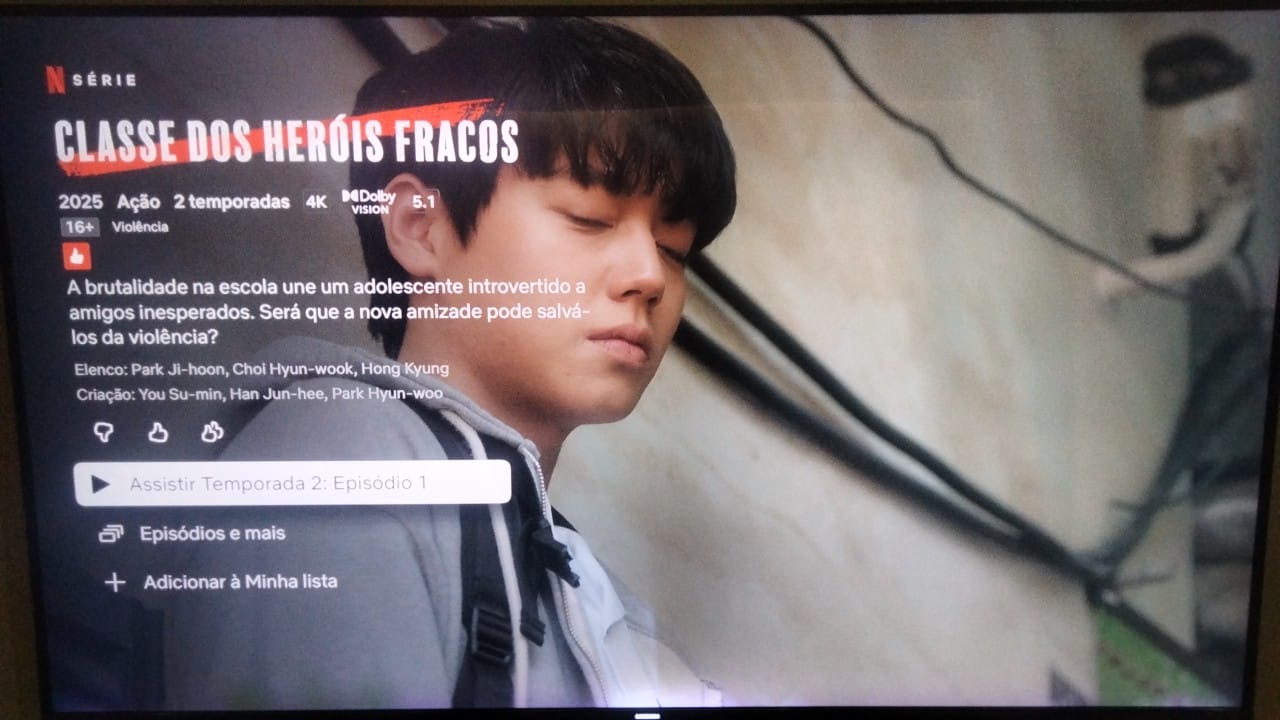 N SÉRIE
CLASSE DOS HERÓIS FRACOS
2025 Ação 2 temporadas 4K Dolby VISION 5.1
16+ Violência
A brutalidade na escola une um adolescente introvertido a
amigos inesperados. Será que a nova amizade pode salvá-
los da violência?
Elenco: Park Ji-hoon, Choi Hyun-wook, Hong Kyung
Criação: You Su-min, Han Jun-hee, Park Hyun-woo
Assistir Temporada 2: Episódio 1
Episódios e mais
Adicionar à Minha lista